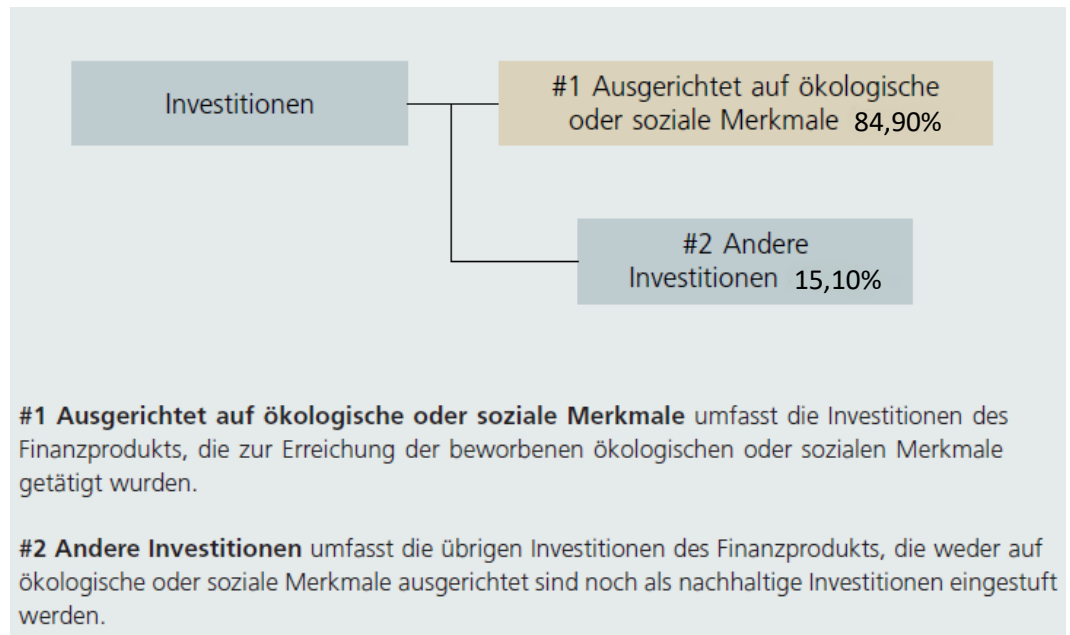 Investitionen
#1 Ausgerichtet auf ökologische
oder soziale Merkmale 84,90%
#2 Andere
Investitionen 15,10%
#1 Ausgerichtet auf ökologische oder soziale Merkmale umfasst die Investitionen des
Finanzprodukts, die zur Erreichung der beworbenen ökologischen oder sozialen Merkmale
getätigt wurden.
#2 Andere Investitionen umfasst die übrigen Investitionen des Finanzprodukts, die weder auf
ökologische oder soziale Merkmale ausgerichtet sind noch als nachhaltige Investitionen eingestuft
werden.